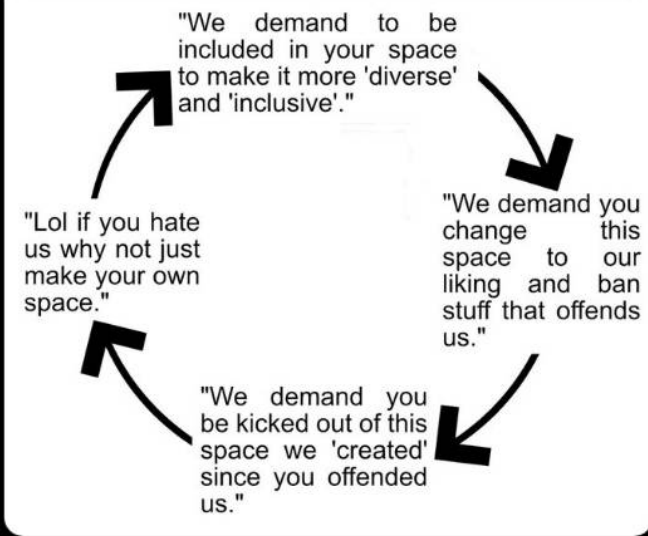 "We demand to be
included in your space
to make it more 'diverse'
and 'inclusive'."
"We demand you
change this
space to our
liking and ban
stuff that offends
us."
"We demand you
be kicked out of this
space we 'created'
since you offended
us."
"Lol if you hate
us why not just
make your own
space."